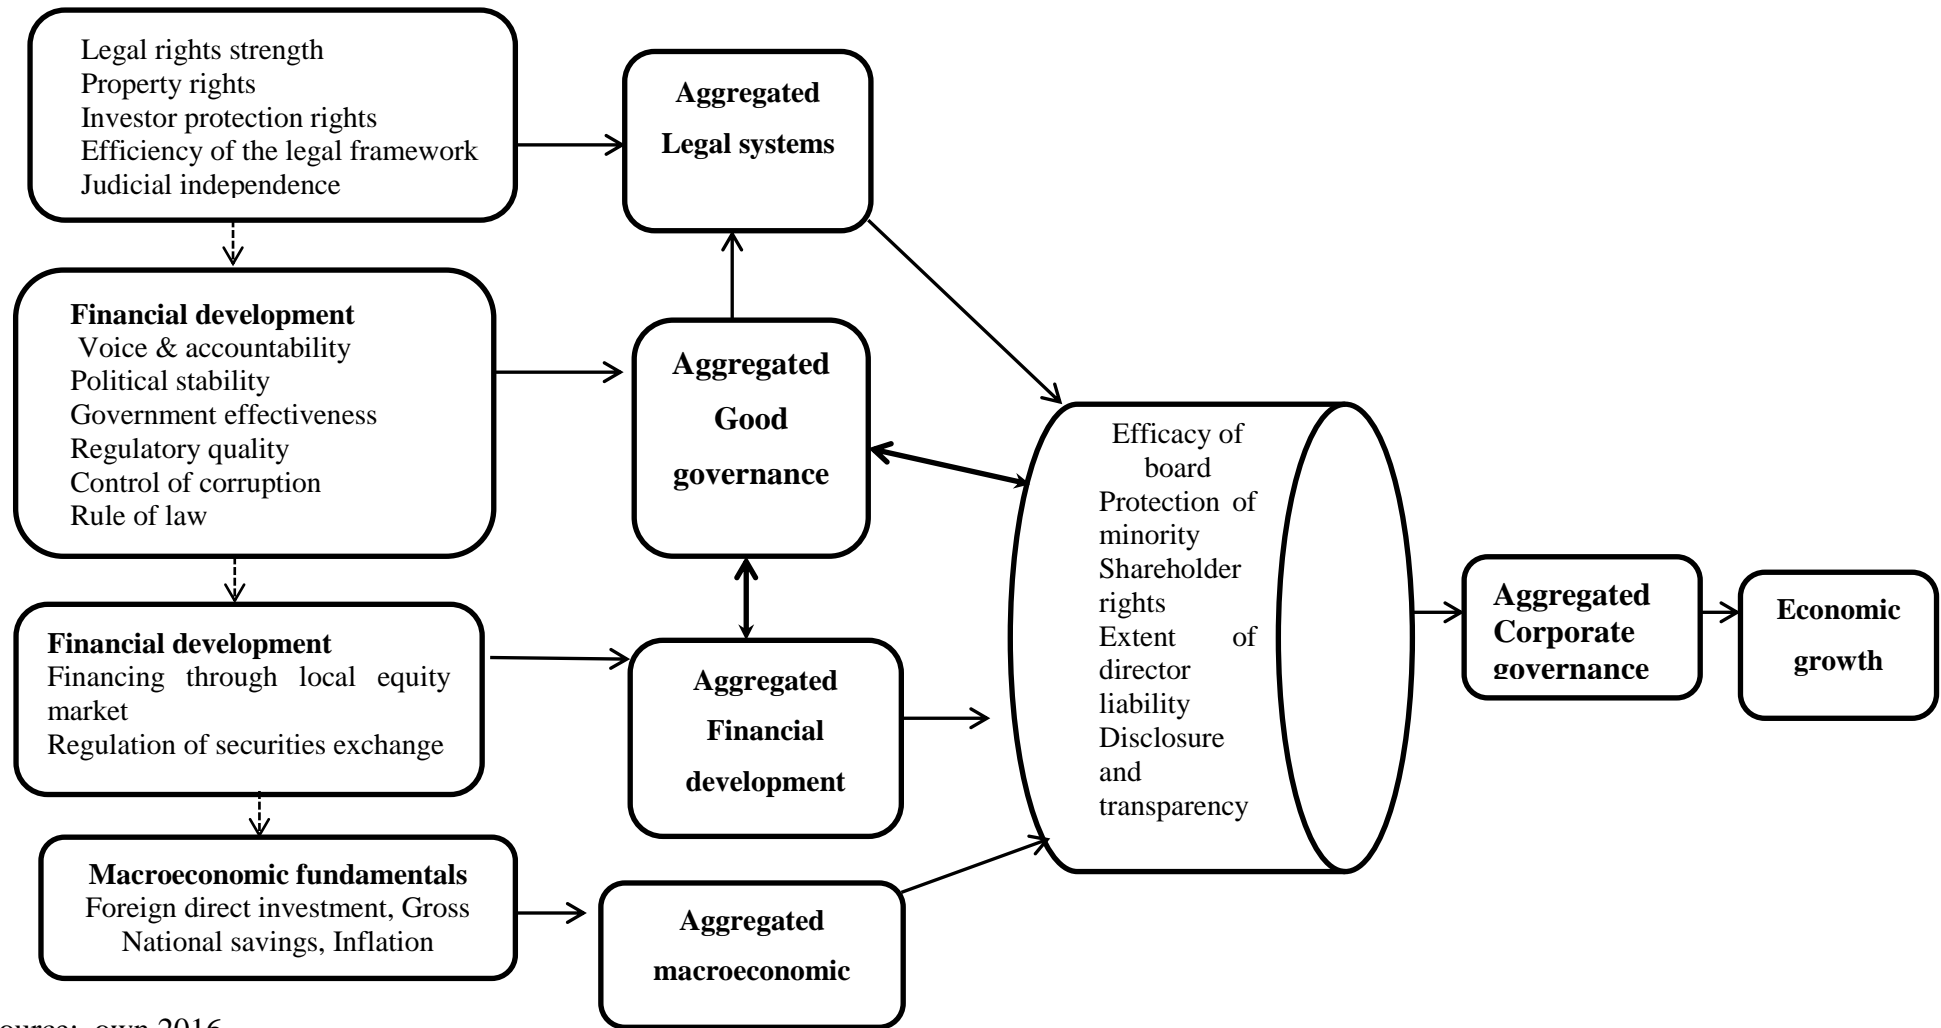 Legal rights strength
Property rights
Investor protection rights
Efficiency of the legal framework
Judicial independence
Aggregated
Legal systems
Financial development
Voice & accountability
Political stability
Government effectiveness
Regulatory quality
Control of corruption
Rule of law
Aggregated
Good
governance
Financial development
Financing through local equity
market
Regulation of securities exchange
Aggregated
Financial
development
Macroeconomic fundamentals
Foreign direct investment, Gross
National savings, Inflation
Aggregated
macroeconomic
Efficacy of
board
Protection of
minority
Shareholder
rights
Extent of
director
liability
Disclosure
and
transparency
Aggregated
Corporate
governance
Economic
growth
ource: own 2016